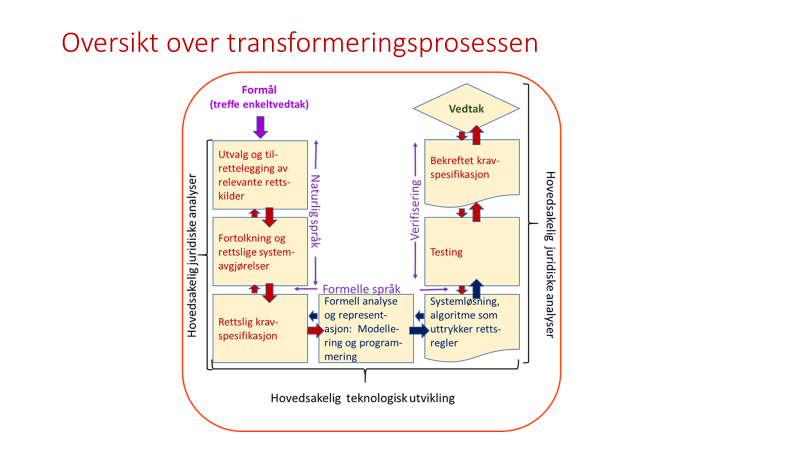 Oversikt over transformeringsprosessen
Formål
(treffe enkeltvedtak)
Vedtak
Utvalg og til-
rettelegging av
relevante retts-
kilder
Bekreftet krav-
spesifikasjon
Naturlig språk
Verifisering
Hovedsakelig juridiske analyser
Hovedsakelig juridiske analyser
Fortolkning og
rettslige system-
avgjørelser
Testing
Formelle språk
Rettslig krav-
spesifikasjon
Formell analyse
og represent-
asjon: Modelle-
ring og program-
mering
Systemløsning,
algoritme som
uttrykker retts-
regler
Hovedsakelig teknologisk utvikling